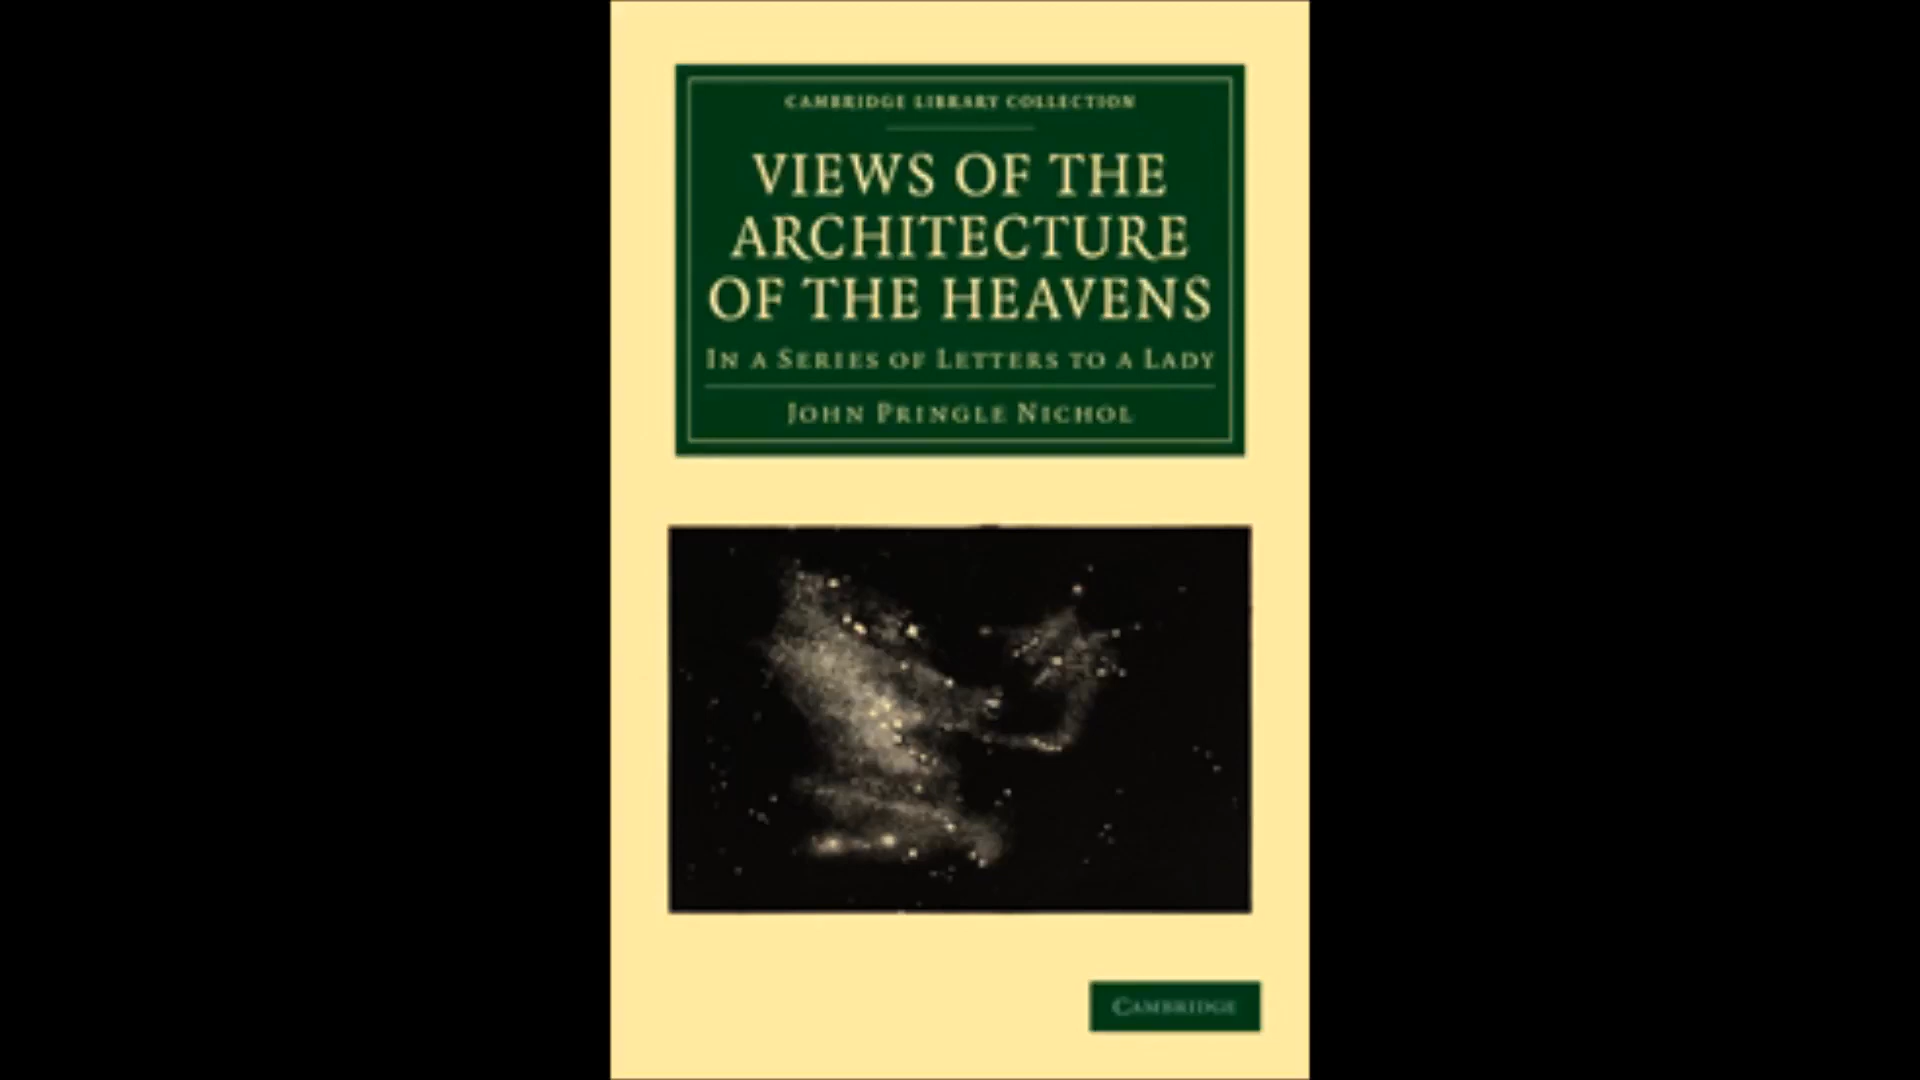 CAMBRIDGE LIBRARY COLLECTION
VIEWS OF THE
ARCHITECTURE
OF THE HEAVENS
IN A SERIES OF LETTERS TO A LADY
JOHN PRINGLE NICHOL
CAMBRIDGE